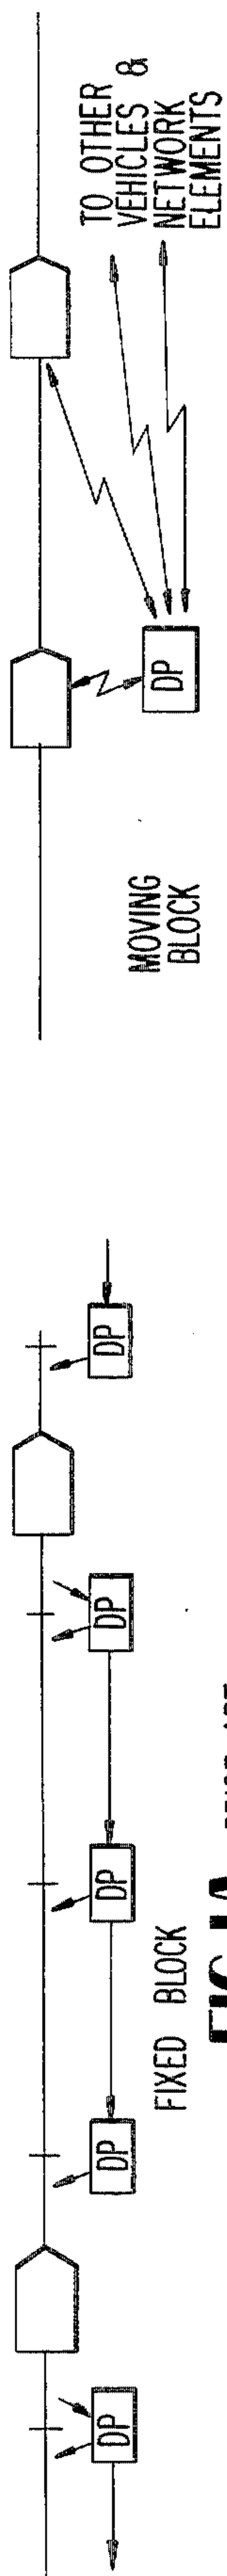 DP
DP
DP
DP
DP
FIXED BLOCK
DP
MOVING
BLOCK
TO OTHER
VEHICLES &
NETWORK
ELEMENTS